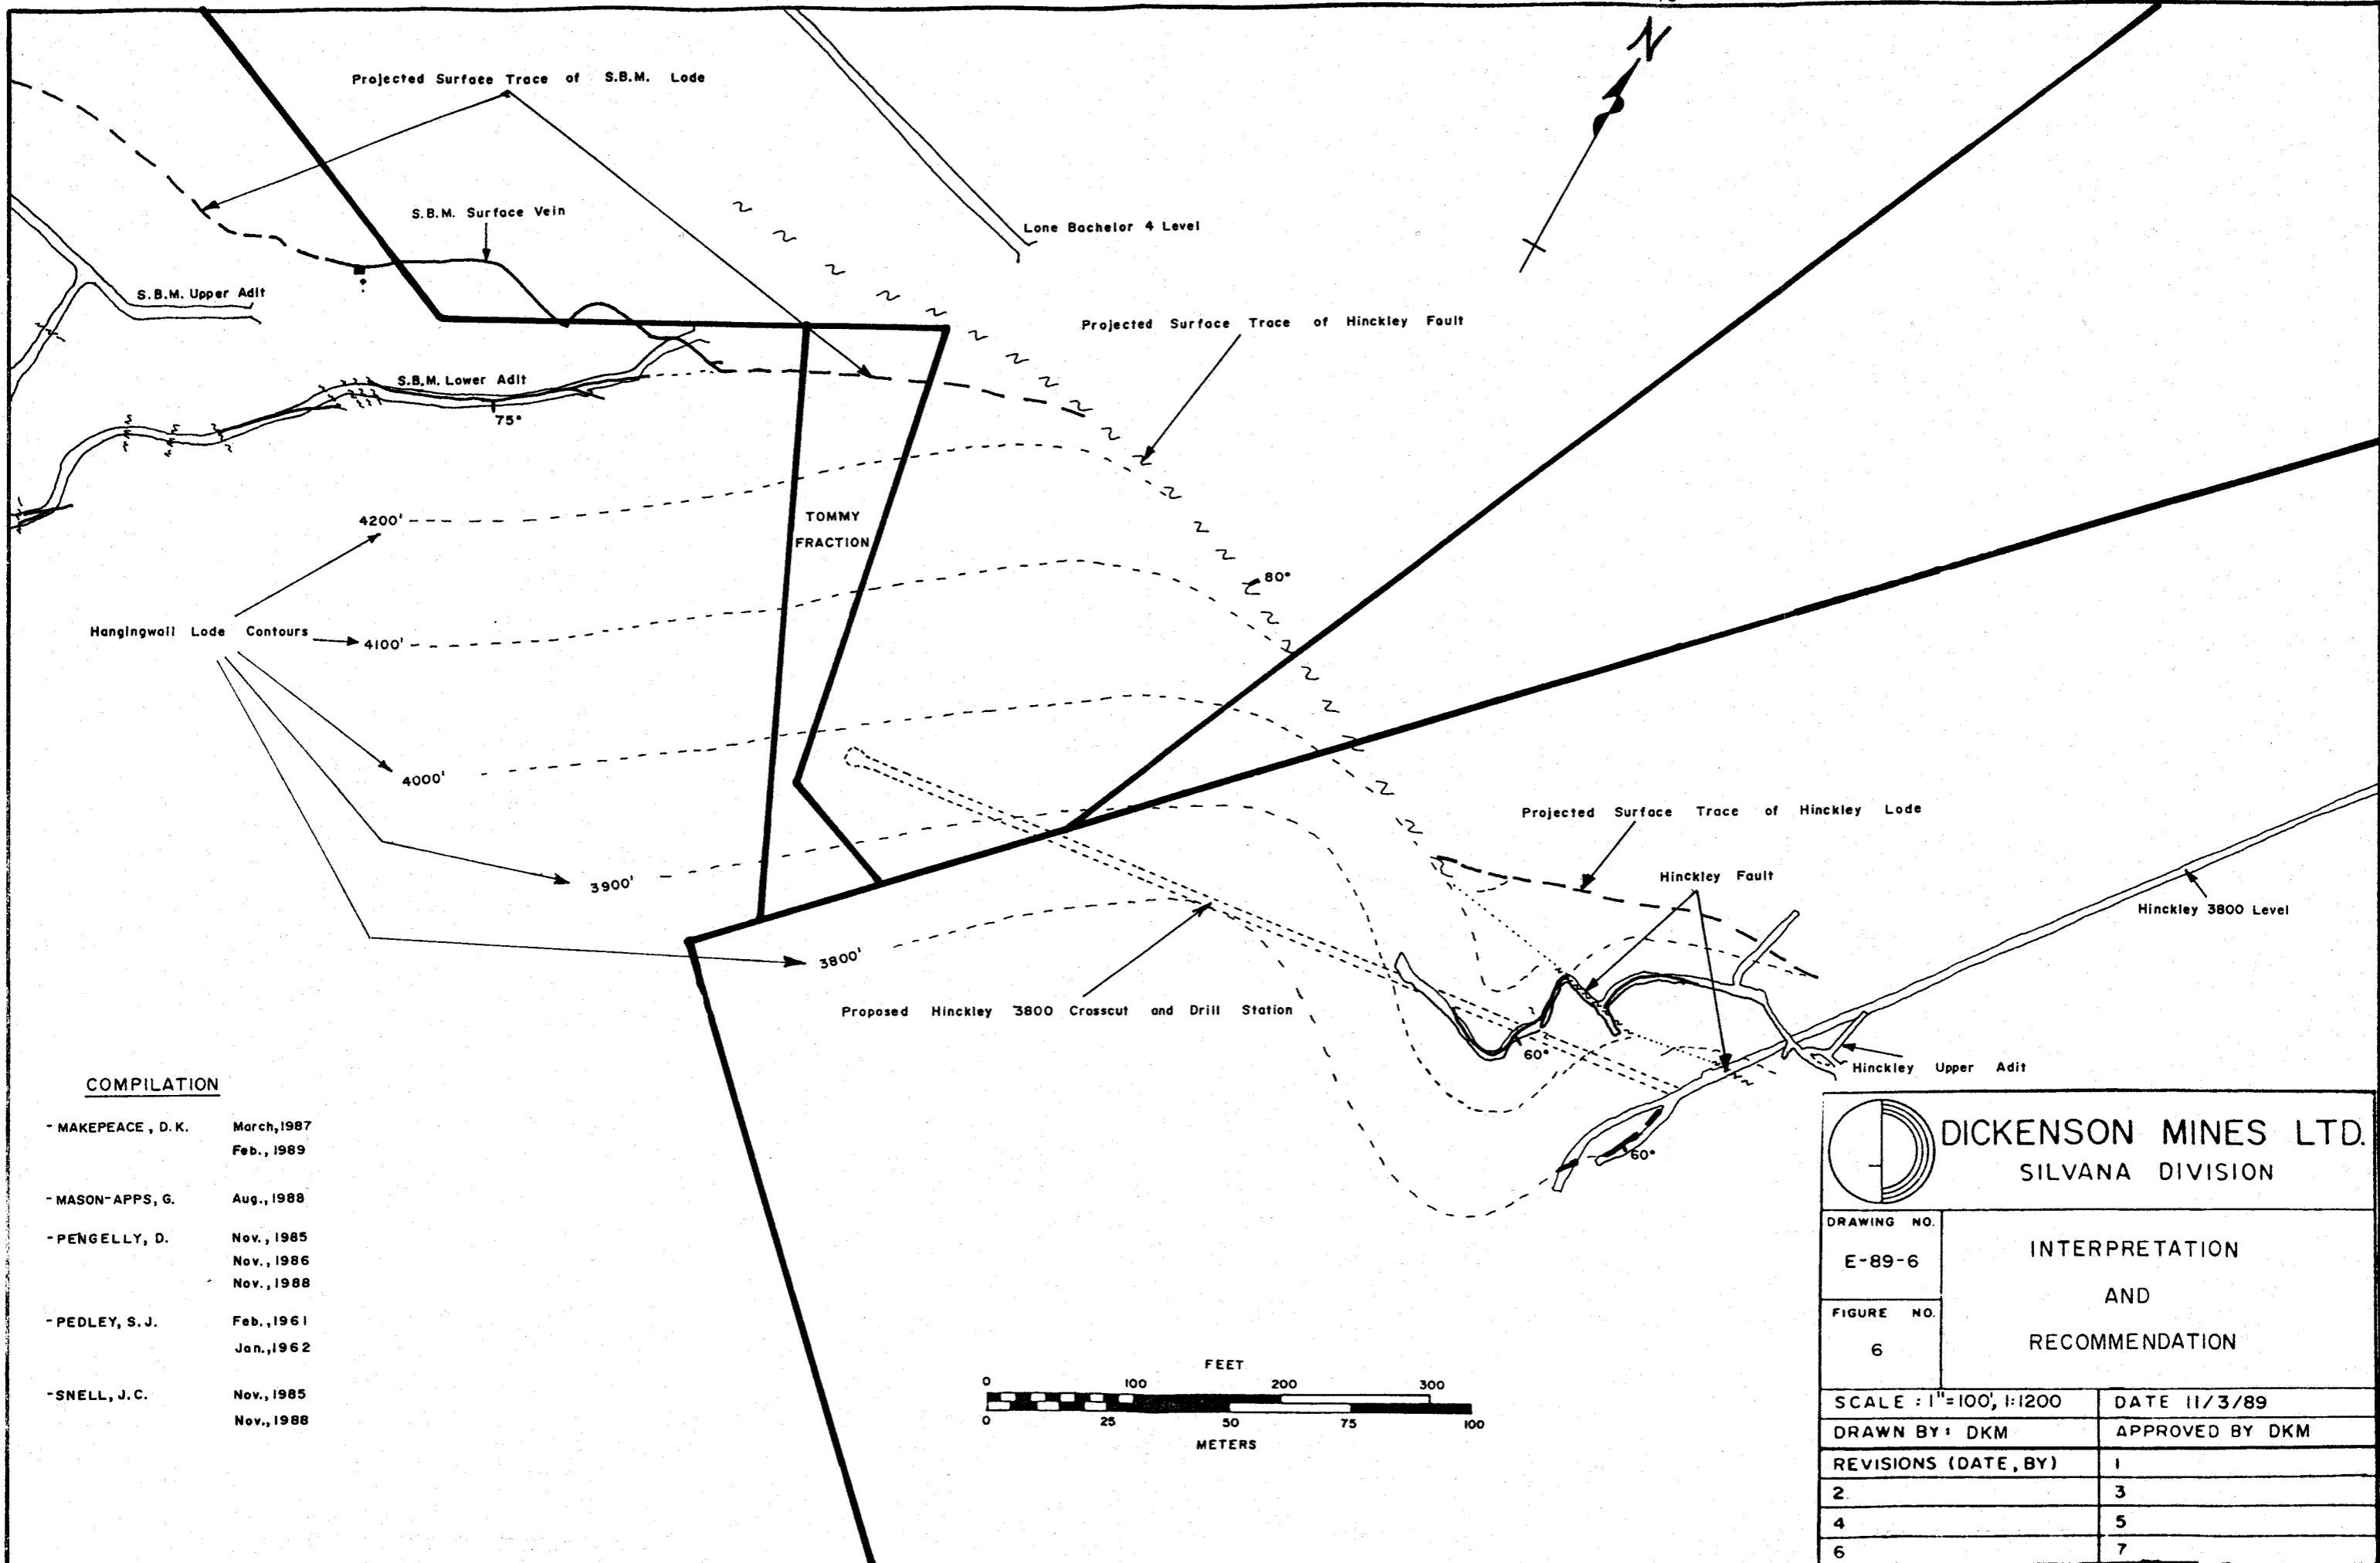 N
Projected Surface Trace of S.B.M. Lode
S.B.M. Surface Vein
Lone Bachelor 4 Level
S.B.M. Upper Adit
Projected Surface Trace of Hinckley Fault
S.B.M. Lower Adit
75°
4200'
TOMMY
FRACTION
80°
Hangingwall Lode Contours
4100'
4000'
Projected Surface Trace of Hinckley Lode
3900'
Hinckley Fault
Hinckley 3800 Level
3800'
Proposed Hinckley 3800 Crosscut and Drill Station
60°
Hinckley Upper Adit
60°
COMPILATION
- MAKEPEACE, D.K. March, 1987
Feb., 1989
- MASON-APPS, G. Aug., 1988
- PENGELLY, D. Nov., 1985
Nov., 1986
Nov., 1988
- PEDLEY, S.J. Feb., 1961
Jan., 1962
- SNELL, J.C. Nov., 1985
Nov., 1988
FEET
0 100 200 300
0 25 50 75 100
METERS
DICKENSON MINES LTD.
SILVANA DIVISION
DRAWING NO.
E-89-6
FIGURE NO.
6
INTERPRETATION
AND
RECOMMENDATION
SCALE : 1"=100', 1:1200 DATE 11/3/89
DRAWN BY: DKM APPROVED BY DKM
REVISIONS (DATE, BY) 1
2. 3
4 5
6 7